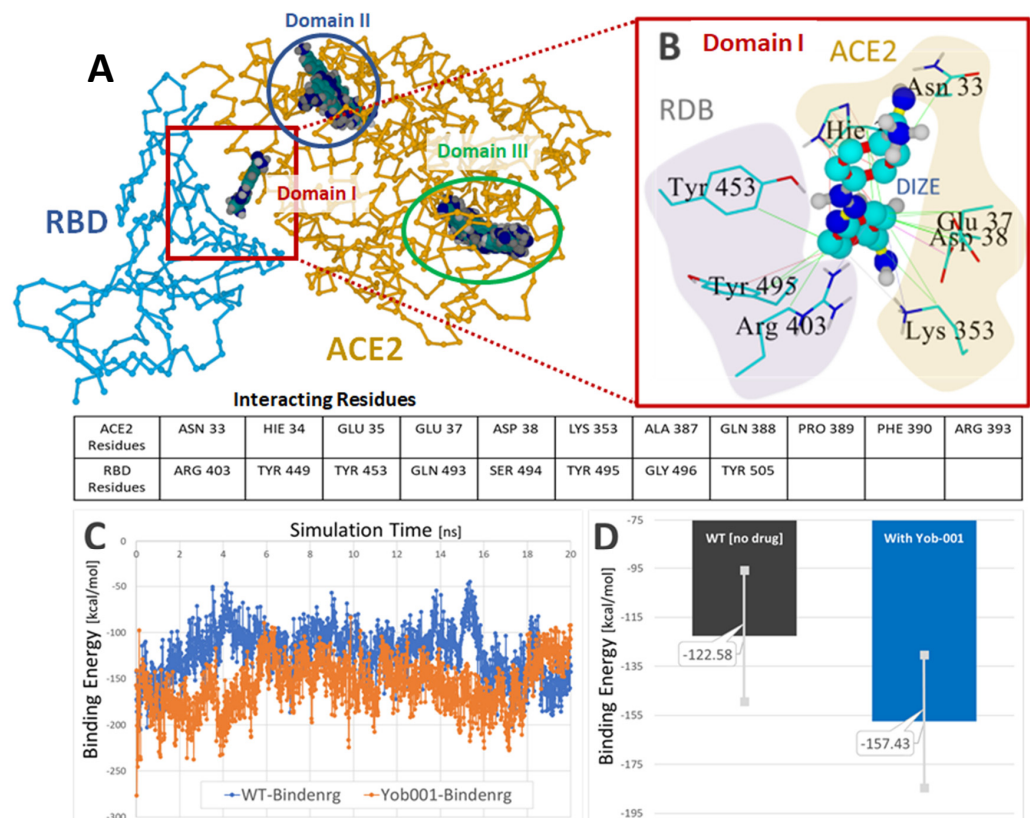 A
Domain II
Domain I
Domain III
RBD
ACE2
B
Domain I
ACE2
RDB
Asn 33
Hie
Tyr 453
DIZE
Glu 37
Asp 38
Tyr 495
Arg 403
Lys 353
Interacting Residues
ACE2 Residues ASN 33 HIE 34 GLU 35 GLU 37 ASP 38 LYS 353 ALA 387 GLN 388 PRO 389 PHE 390 ARG 393
RBD Residues ARG 403 TYR 449 TYR 453 GLN 493 SER 494 TYR 495 GLY 496 TYR 505
C
Simulation Time [ns]
0 2 4 6 8 10 12 14 16 18 20
Binding Energy [kcal/mol]
0
-50
-100
-150
-200
-250
-300
WT-Bindenrg
Yob001-Bindenrg
D
Binding Energy [kcal/mol]
-75
-95
-115
-135
-155
-175
-195
WT [no drug]
With Yob-001
-122.58
-157.43